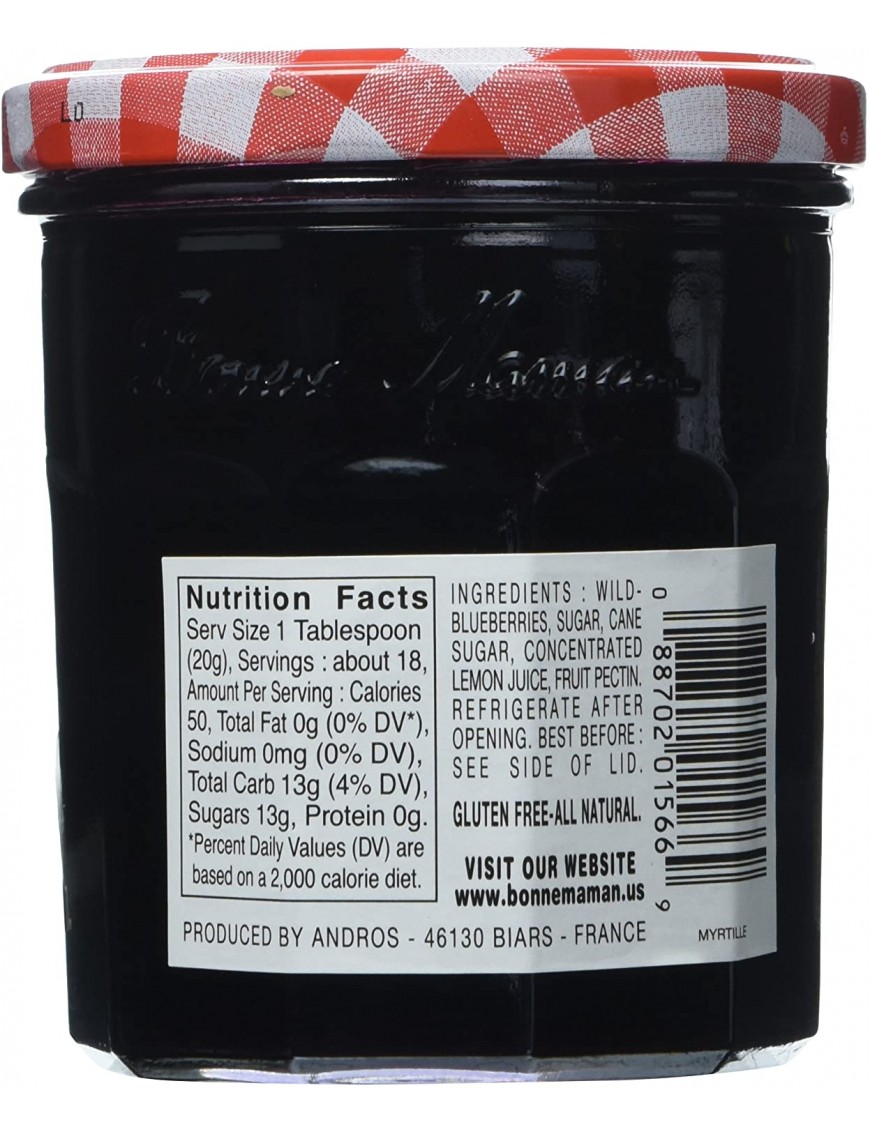 LD
Bonne Maman
Nutrition Facts
Serv Size 1 Tablespoon
(20g), Servings : about 18,
Amount Per Serving : Calories
50, Total Fat 0g (0% DV*),
Sodium 0mg (0% DV),
Total Carb 13g (4% DV),
Sugars 13g, Protein 0g.
*Percent Daily Values (DV) are
based on a 2,000 calorie diet.
INGREDIENTS : WILD-
BLUEBERRIES, SUGAR, CANE
SUGAR, CONCENTRATED
LEMON JUICE, FRUIT PECTIN.
REFRIGERATE AFTER
OPENING. BEST BEFORE :
SEE SIDE OF LID.
GLUTEN FREE-ALL NATURAL.
VISIT OUR WEBSITE
www.bonnemaman.us
0 88702 01566 9
PRODUCED BY ANDROS - 46130 BIARS - FRANCE
MYRTILLE